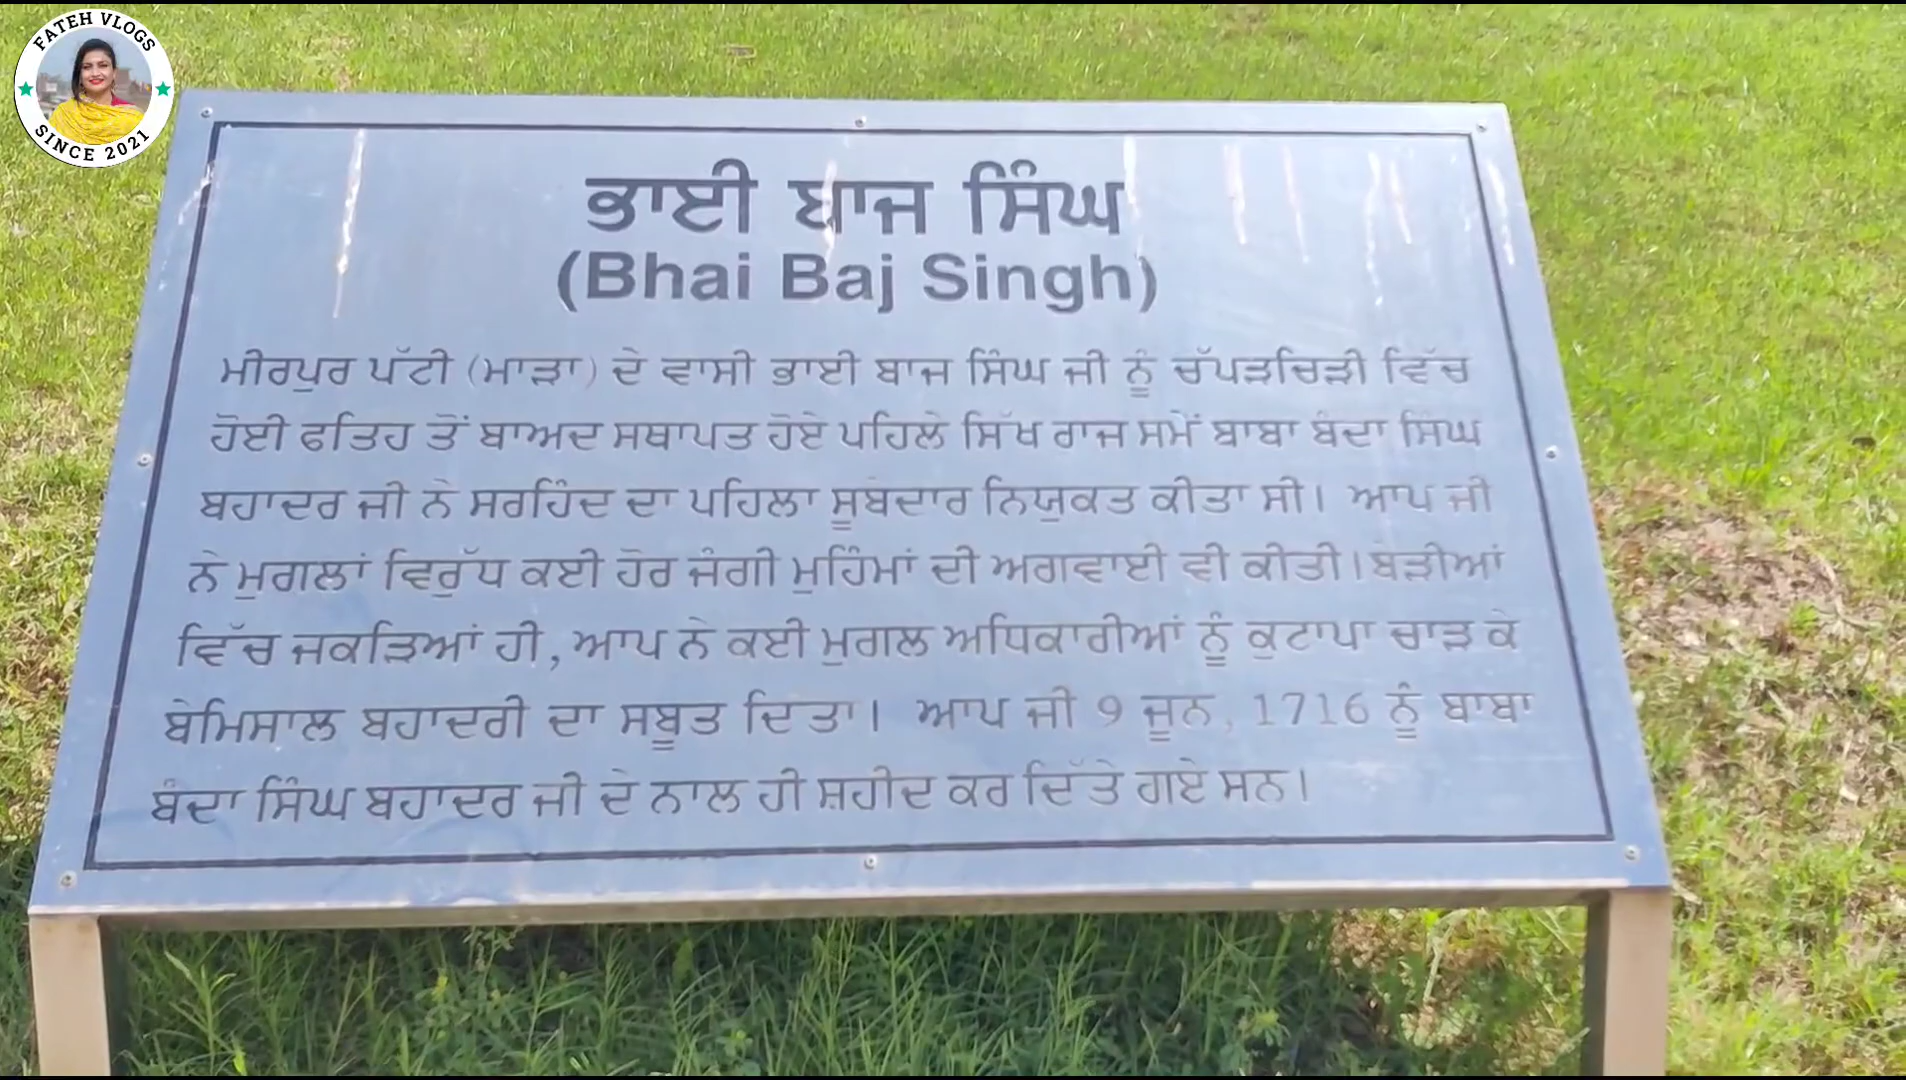 FATEH VLOGS
SINCE 2021
ਭਾਈ ਬਾਜ ਸਿੰਘ
(Bhai Baj Singh)
ਮੀਰਪੁਰ ਪੱਟੀ (ਮਾੜਾ) ਦੇ ਵਾਸੀ ਭਾਈ ਬਾਜ ਸਿੰਘ ਜੀ ਨੂੰ ਚੱਪੜਚਿੜੀ ਵਿੱਚ
ਹੋਈ ਫਤਿਹ ਤੋਂ ਬਾਅਦ ਸਥਾਪਤ ਹੋਏ ਪਹਿਲੇ ਸਿੱਖ ਰਾਜ ਸਮੇਂ ਬਾਬਾ ਬੰਦਾ ਸਿੰਘ
ਬਹਾਦਰ ਜੀ ਨੇ ਸਰਹਿੰਦ ਦਾ ਪਹਿਲਾ ਸੂਬੇਦਾਰ ਨਿਯੁਕਤ ਕੀਤਾ ਸੀ। ਆਪ ਜੀ
ਨੇ ਮੁਗਲਾਂ ਵਿਰੁੱਧ ਕਈ ਹੋਰ ਜੰਗੀ ਮੁਹਿੰਮਾਂ ਦੀ ਅਗਵਾਈ ਵੀ ਕੀਤੀ। ਬੇੜੀਆਂ
ਵਿੱਚ ਜਕੜਿਆਂ ਹੀ, ਆਪ ਨੇ ਕਈ ਮੁਗਲ ਅਧਿਕਾਰੀਆਂ ਨੂੰ ਕੁਟਾਪਾ ਚਾੜ ਕੇ
ਬੇਮਿਸਾਲ ਬਹਾਦਰੀ ਦਾ ਸਬੂਤ ਦਿੱਤਾ। ਆਪ ਜੀ 9 ਜੂਨ, 1716 ਨੂੰ ਬਾਬਾ
ਬੰਦਾ ਸਿੰਘ ਬਹਾਦਰ ਜੀ ਦੇ ਨਾਲ ਹੀ ਸ਼ਹੀਦ ਕਰ ਦਿੱਤੇ ਗਏ ਸਨ।